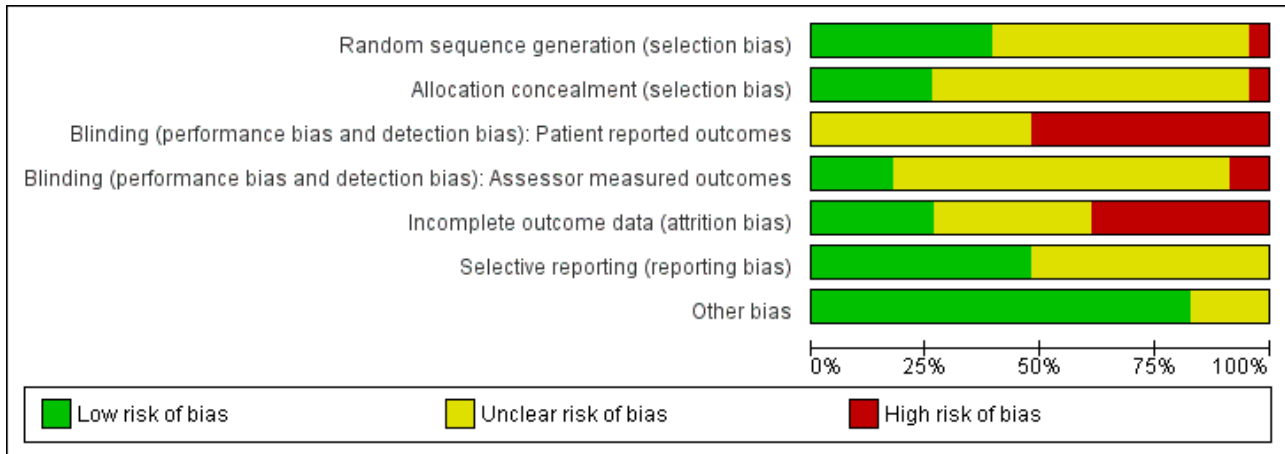 Random sequence generation (selection bias)
Allocation concealment (selection bias)
Blinding (performance bias and detection bias): Patient reported outcomes
Blinding (performance bias and detection bias): Assessor measured outcomes
Incomplete outcome data (attrition bias)
Selective reporting (reporting bias)
Other bias
0% 25% 50% 75% 100%
Low risk of bias Unclear risk of bias High risk of bias